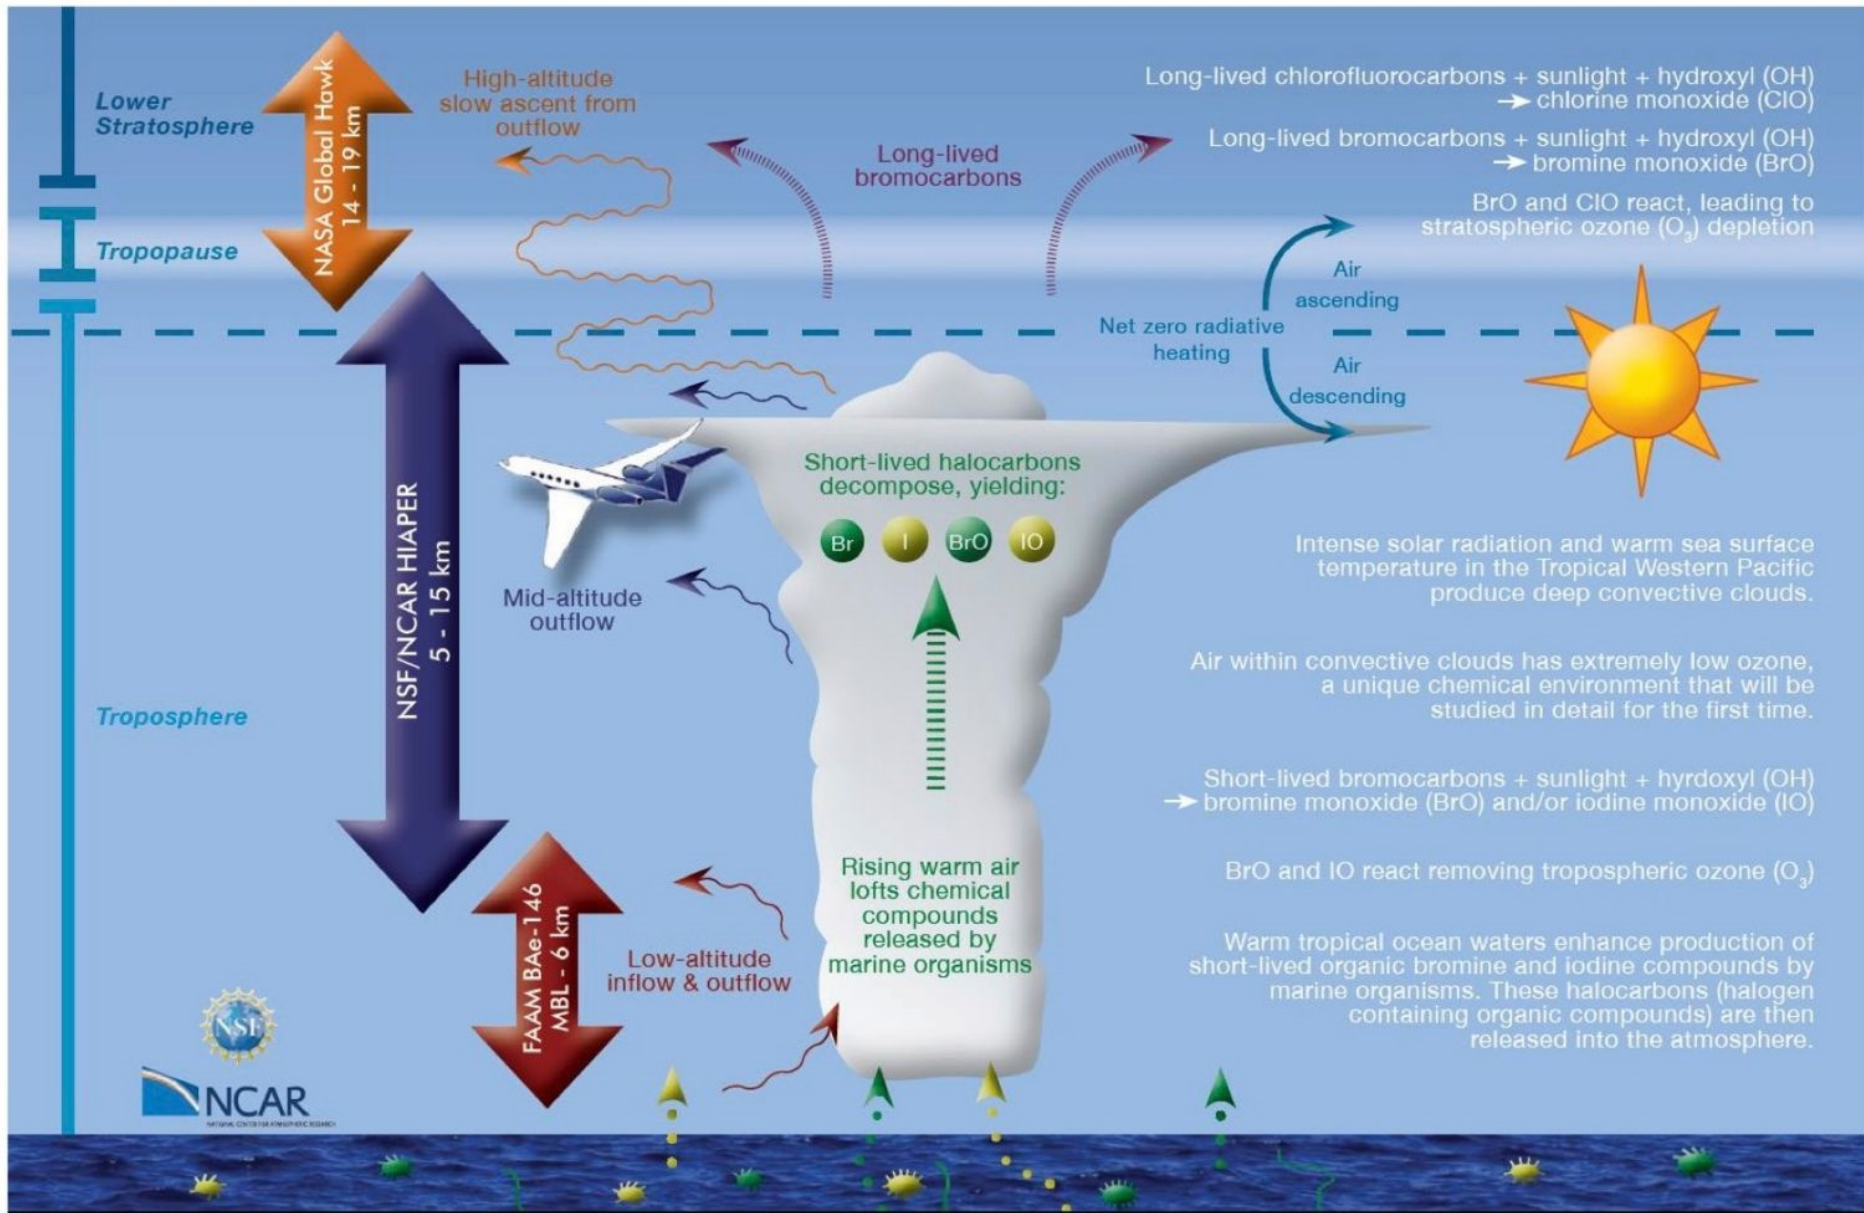 Lower
Stratosphere
Tropopause
Troposphere
NASA Global Hawk
14 - 19 km
NSF/NCAR HIAPER
5 - 15 km
FAAM BAe-146
MBL - 6 km
High-altitude
slow ascent from
outflow
Mid-altitude
outflow
Low-altitude
inflow & outflow
Long-lived
bromocarbons
Short-lived halocarbons
decompose, yielding:
Br I BrO IO
Rising warm air
lofts chemical
compounds
released by
marine organisms
Net zero radiative
heating
Air
ascending
Air
descending
Long-lived chlorofluorocarbons + sunlight + hydroxyl (OH)
→ chlorine monoxide (ClO)
Long-lived bromocarbons + sunlight + hydroxyl (OH)
→ bromine monoxide (BrO)
BrO and ClO react, leading to
stratospheric ozone (O₃) depletion
Intense solar radiation and warm sea surface
temperature in the Tropical Western Pacific
produce deep convective clouds.
Air within convective clouds has extremely low ozone,
a unique chemical environment that will be
studied in detail for the first time.
Short-lived bromocarbons + sunlight + hyrdoxyl (OH)
→ bromine monoxide (BrO) and/or iodine monoxide (IO)
BrO and IO react removing tropospheric ozone (O₃)
Warm tropical ocean waters enhance production of
short-lived organic bromine and iodine compounds by
marine organisms. These halocarbons (halogen
containing organic compounds) are then
released into the atmosphere.
NSF
NCAR
NATIONAL CENTER FOR ATMOSPHERIC RESEARCH